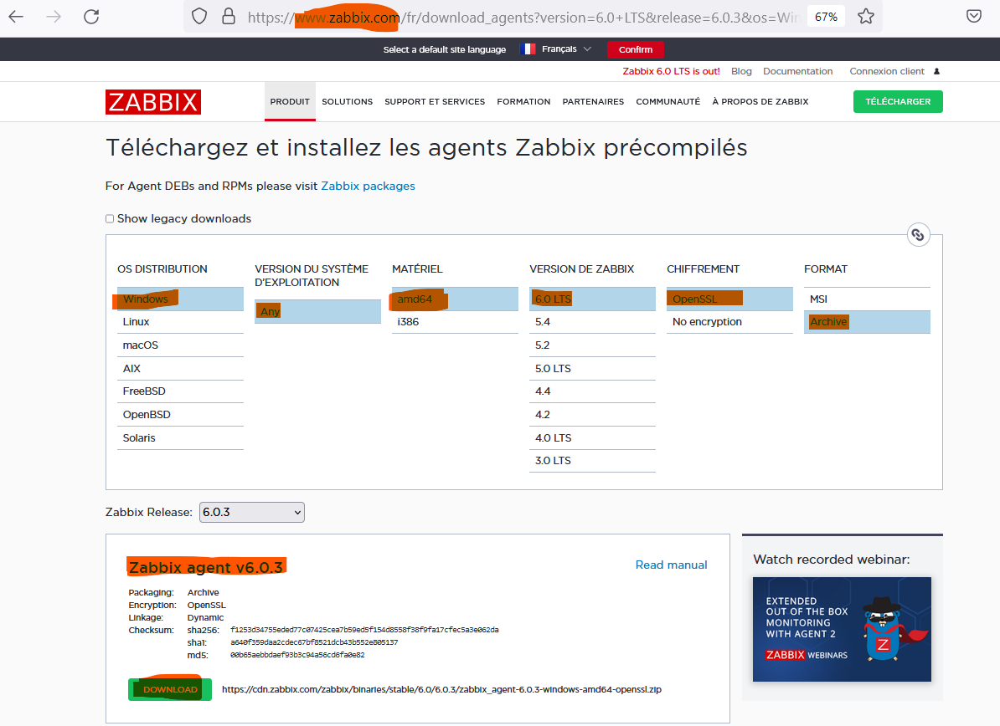 https://www.zabbix.com/fr/download_agents?version=6.0+LTS&release=6.0.3&os=Win
67%
Select a default site language
Français
Confirm
Zabbix 6.0 LTS is out!
Blog
Documentation
Connexion client
ZABBIX
PRODUIT
SOLUTIONS
SUPPORT ET SERVICES
FORMATION
PARTENAIRES
COMMUNAUTÉ
À PROPOS DE ZABBIX
TÉLÉCHARGER
Téléchargez et installez les agents Zabbix précompilés
For Agent DEBs and RPMs please visit Zabbix packages
Show legacy downloads
OS DISTRIBUTION
Windows
Linux
macOS
AIX
FreeBSD
OpenBSD
Solaris
VERSION DU SYSTÈME
D'EXPLOITATION
Any
MATÉRIEL
amd64
i386
VERSION DE ZABBIX
6.0 LTS
5.4
5.2
5.0 LTS
4.4
4.2
4.0 LTS
3.0 LTS
CHIFFREMENT
OpenSSL
No encryption
FORMAT
MSI
Archive
Zabbix Release: 6.0.3
Zabbix agent v6.0.3
Read manual
Packaging: Archive
Encryption: OpenSSL
Linkage: Dynamic
Checksum: sha256: f1253d34755eded77c07425cea7b59ed5f154d8558f38f9fa17cfec5a3e062da
sha1: a640f359daa2cdec67bf8521dcb43b552e805137
md5: 00b65aebbdaef93b3c94a56cd6fa0e82
DOWNLOAD
https://cdn.zabbix.com/zabbix/binaries/stable/6.0/6.0.3/zabbix_agent-6.0.3-windows-amd64-openssl.zip
Watch recorded webinar:
EXTENDED
OUT OF THE BOX
MONITORING
WITH AGENT 2
ZABBIX WEBINARS
Z